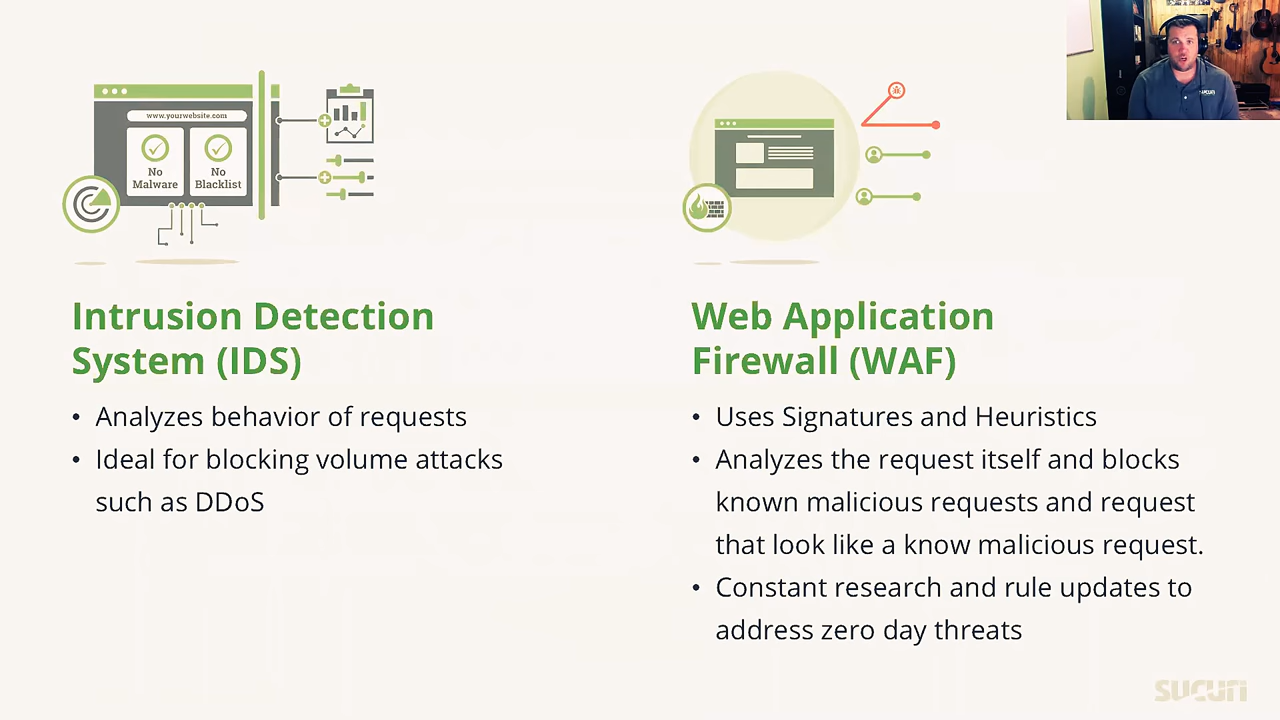 www.yourwebsite.com
No
Malware
No
Blacklist
Intrusion Detection
System (IDS)
• Analyzes behavior of requests
• Ideal for blocking volume attacks
such as DDoS
Web Application
Firewall (WAF)
• Uses Signatures and Heuristics
• Analyzes the request itself and blocks
known malicious requests and request
that look like a know malicious request.
• Constant research and rule updates to
address zero day threats
sucuri
sucuri